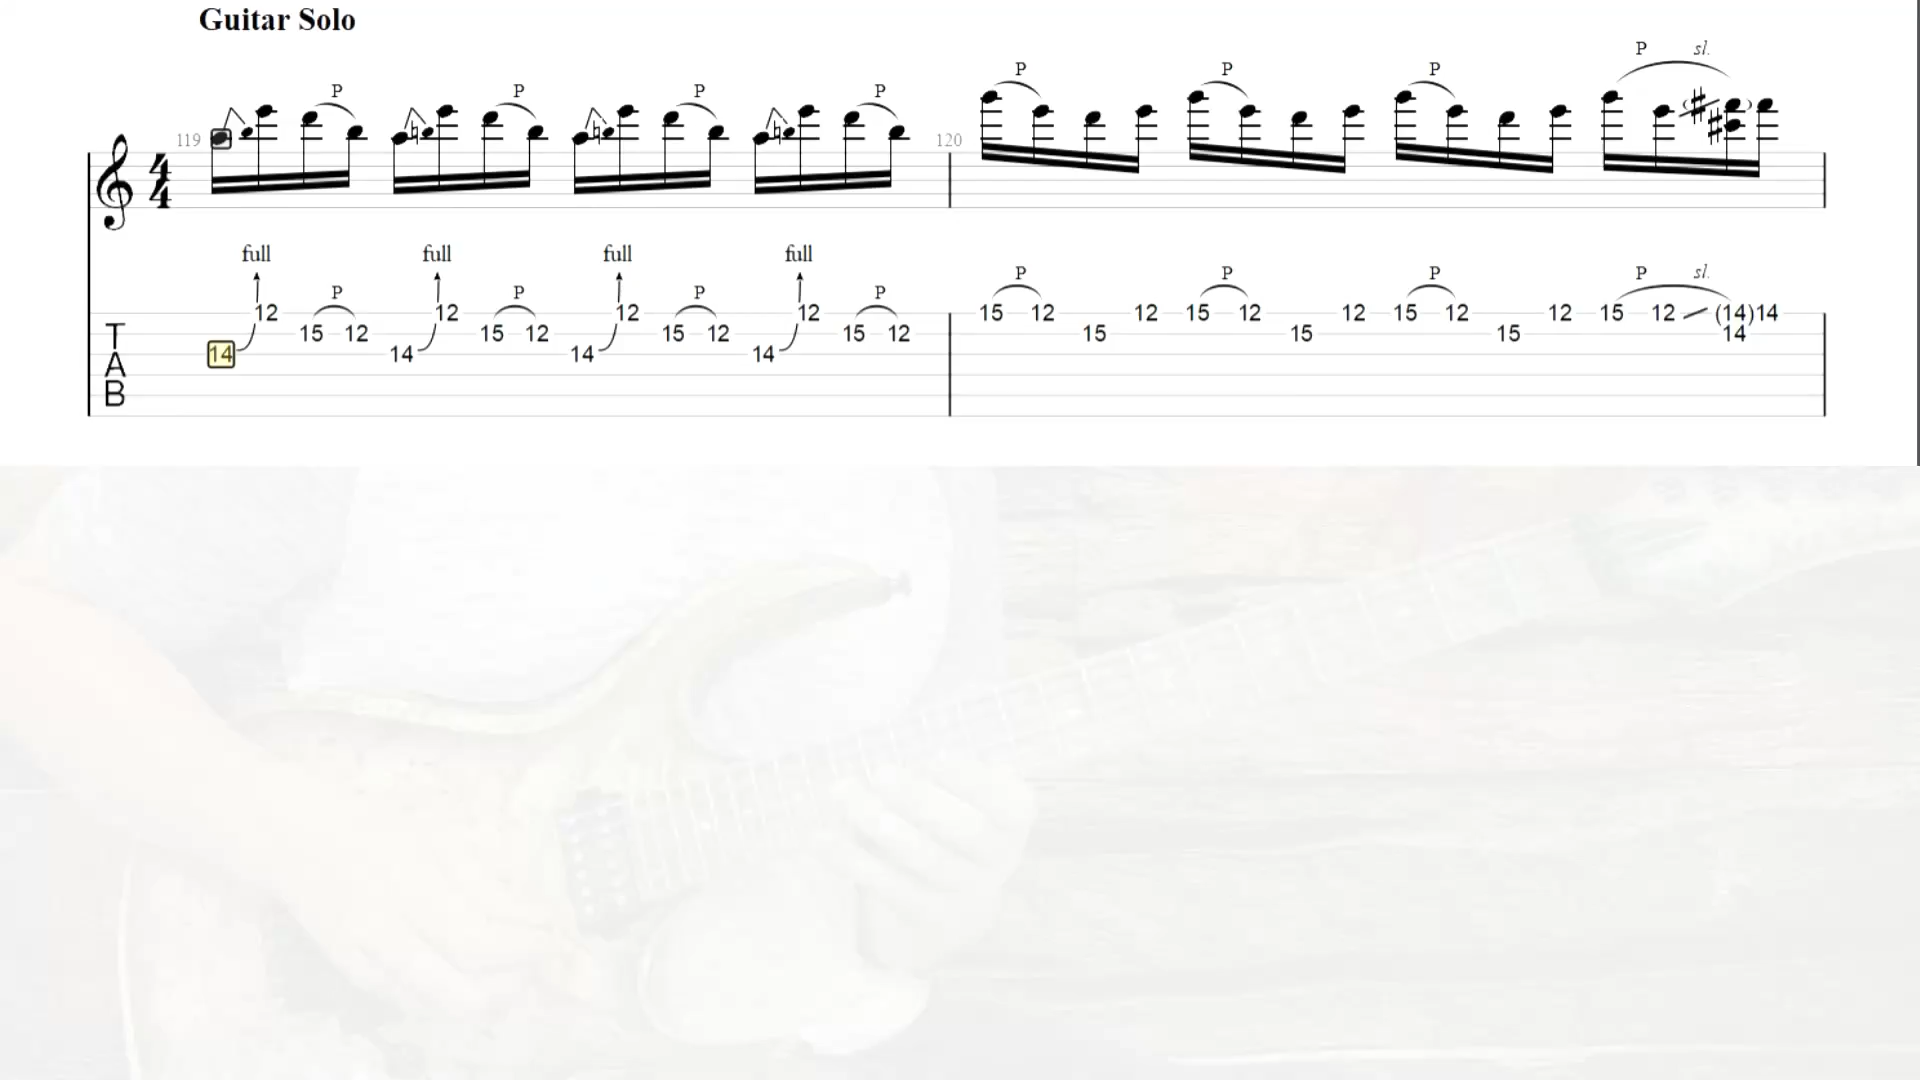 Guitar Solo
P sl.
P P P
P P P P
119 120
4
4
full full full full
P P P P sl.
P P P P
12 12 12 12 15 12 12 15 12 12 15 12 12 15 12 (14) 14
T 15 12 15 12 15 12 15 12 15 15 15 14
14 14 14 14
A
B